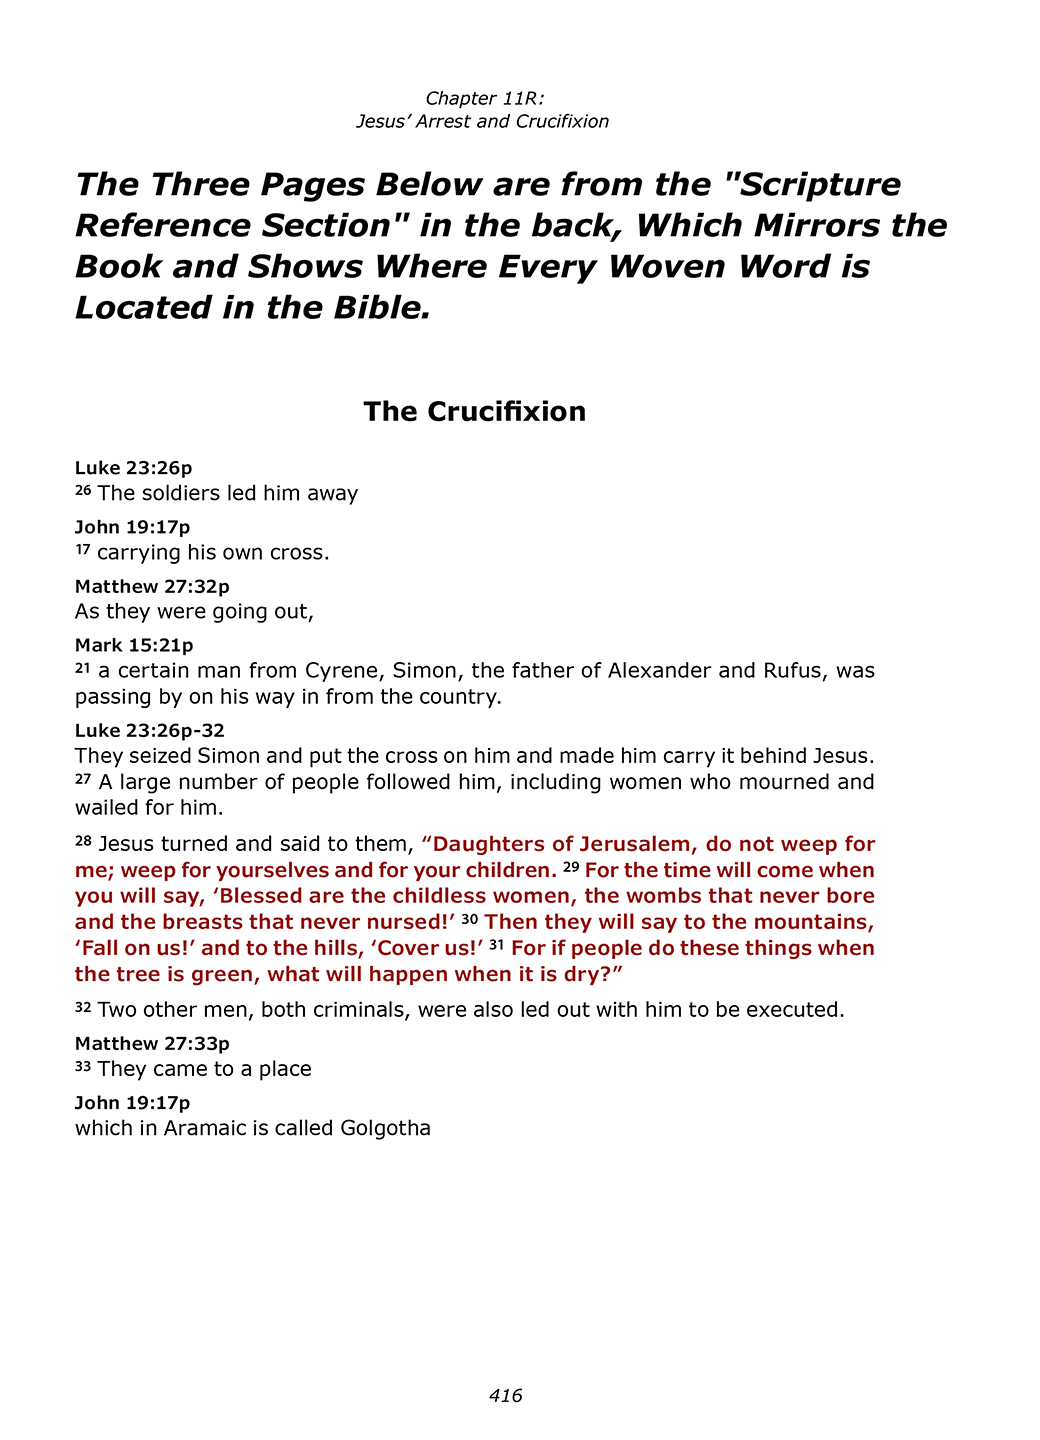 Chapter 11R:
Jesus’ Arrest and Crucifixion
The Three Pages Below are from the "Scripture
Reference Section" in the back, Which Mirrors the
Book and Shows Where Every Woven Word is
Located in the Bible.
The Crucifixion
Luke 23:26p
26 The soldiers led him away
John 19:17p
17 carrying his own cross.
Matthew 27:32p
As they were going out,
Mark 15:21p
21 a certain man from Cyrene, Simon, the father of Alexander and Rufus, was
passing by on his way in from the country.
Luke 23:26p-32
They seized Simon and put the cross on him and made him carry it behind Jesus.
27 A large number of people followed him, including women who mourned and
wailed for him.
28 Jesus turned and said to them, “Daughters of Jerusalem, do not weep for
me; weep for yourselves and for your children. 29 For the time will come when
you will say, ‘Blessed are the childless women, the wombs that never bore
and the breasts that never nursed!’ 30 Then they will say to the mountains,
‘Fall on us!’ and to the hills, ‘Cover us!’ 31 For if people do these things when
the tree is green, what will happen when it is dry?”
32 Two other men, both criminals, were also led out with him to be executed.
Matthew 27:33p
33 They came to a place
John 19:17p
which in Aramaic is called Golgotha
416